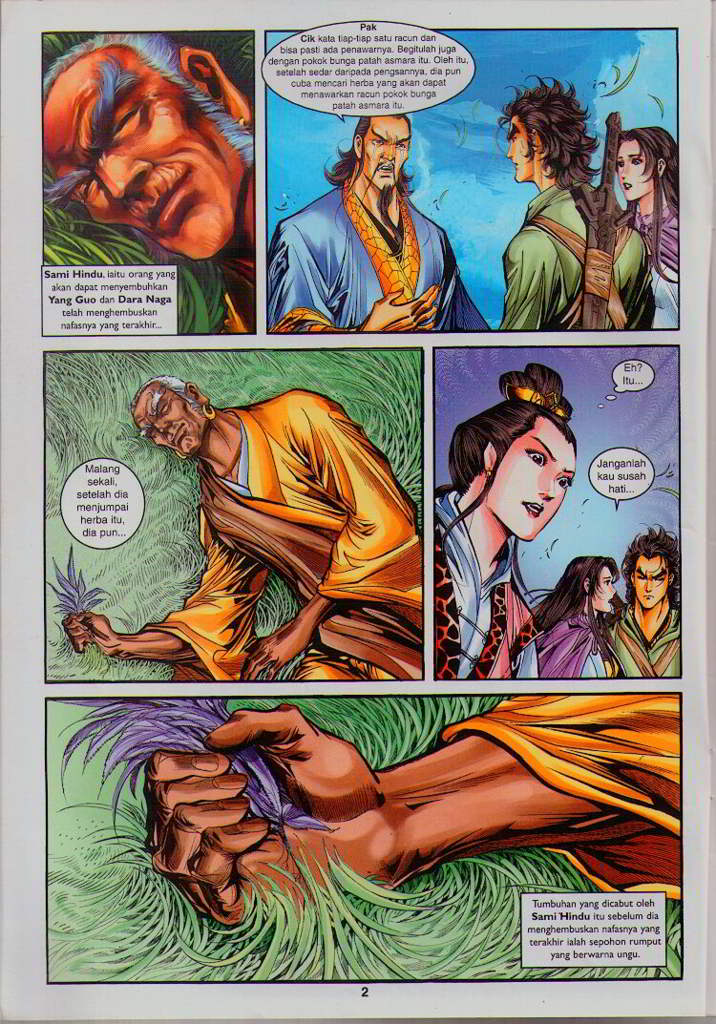 Sami Hindu, iaitu orang yang
akan dapat menyembuhkan
Yang Guo dan Dara Naga
telah menghembuskan
nafasnya yang terakhir...
Pak
Cik kata tiap-tiap satu racun dan
bisa pasti ada penawarnya. Begitulah juga
dengan pokok bunga patah asmara itu. Oleh itu,
setelah sedar daripada pengsannya, dia pun
cuba mencari herba yang akan dapat
menawarkan racun pokok bunga
patah asmara itu.
Malang
sekali,
setelah dia
menjumpai
herba itu,
dia pun...
Eh?
Itu...
Janganlah
kau susah
hati...
Tumbuhan yang dicabut oleh
Sami Hindu itu sebelum dia
menghembuskan nafasnya yang
terakhir ialah sepohon rumput
yang berwarna ungu.
2